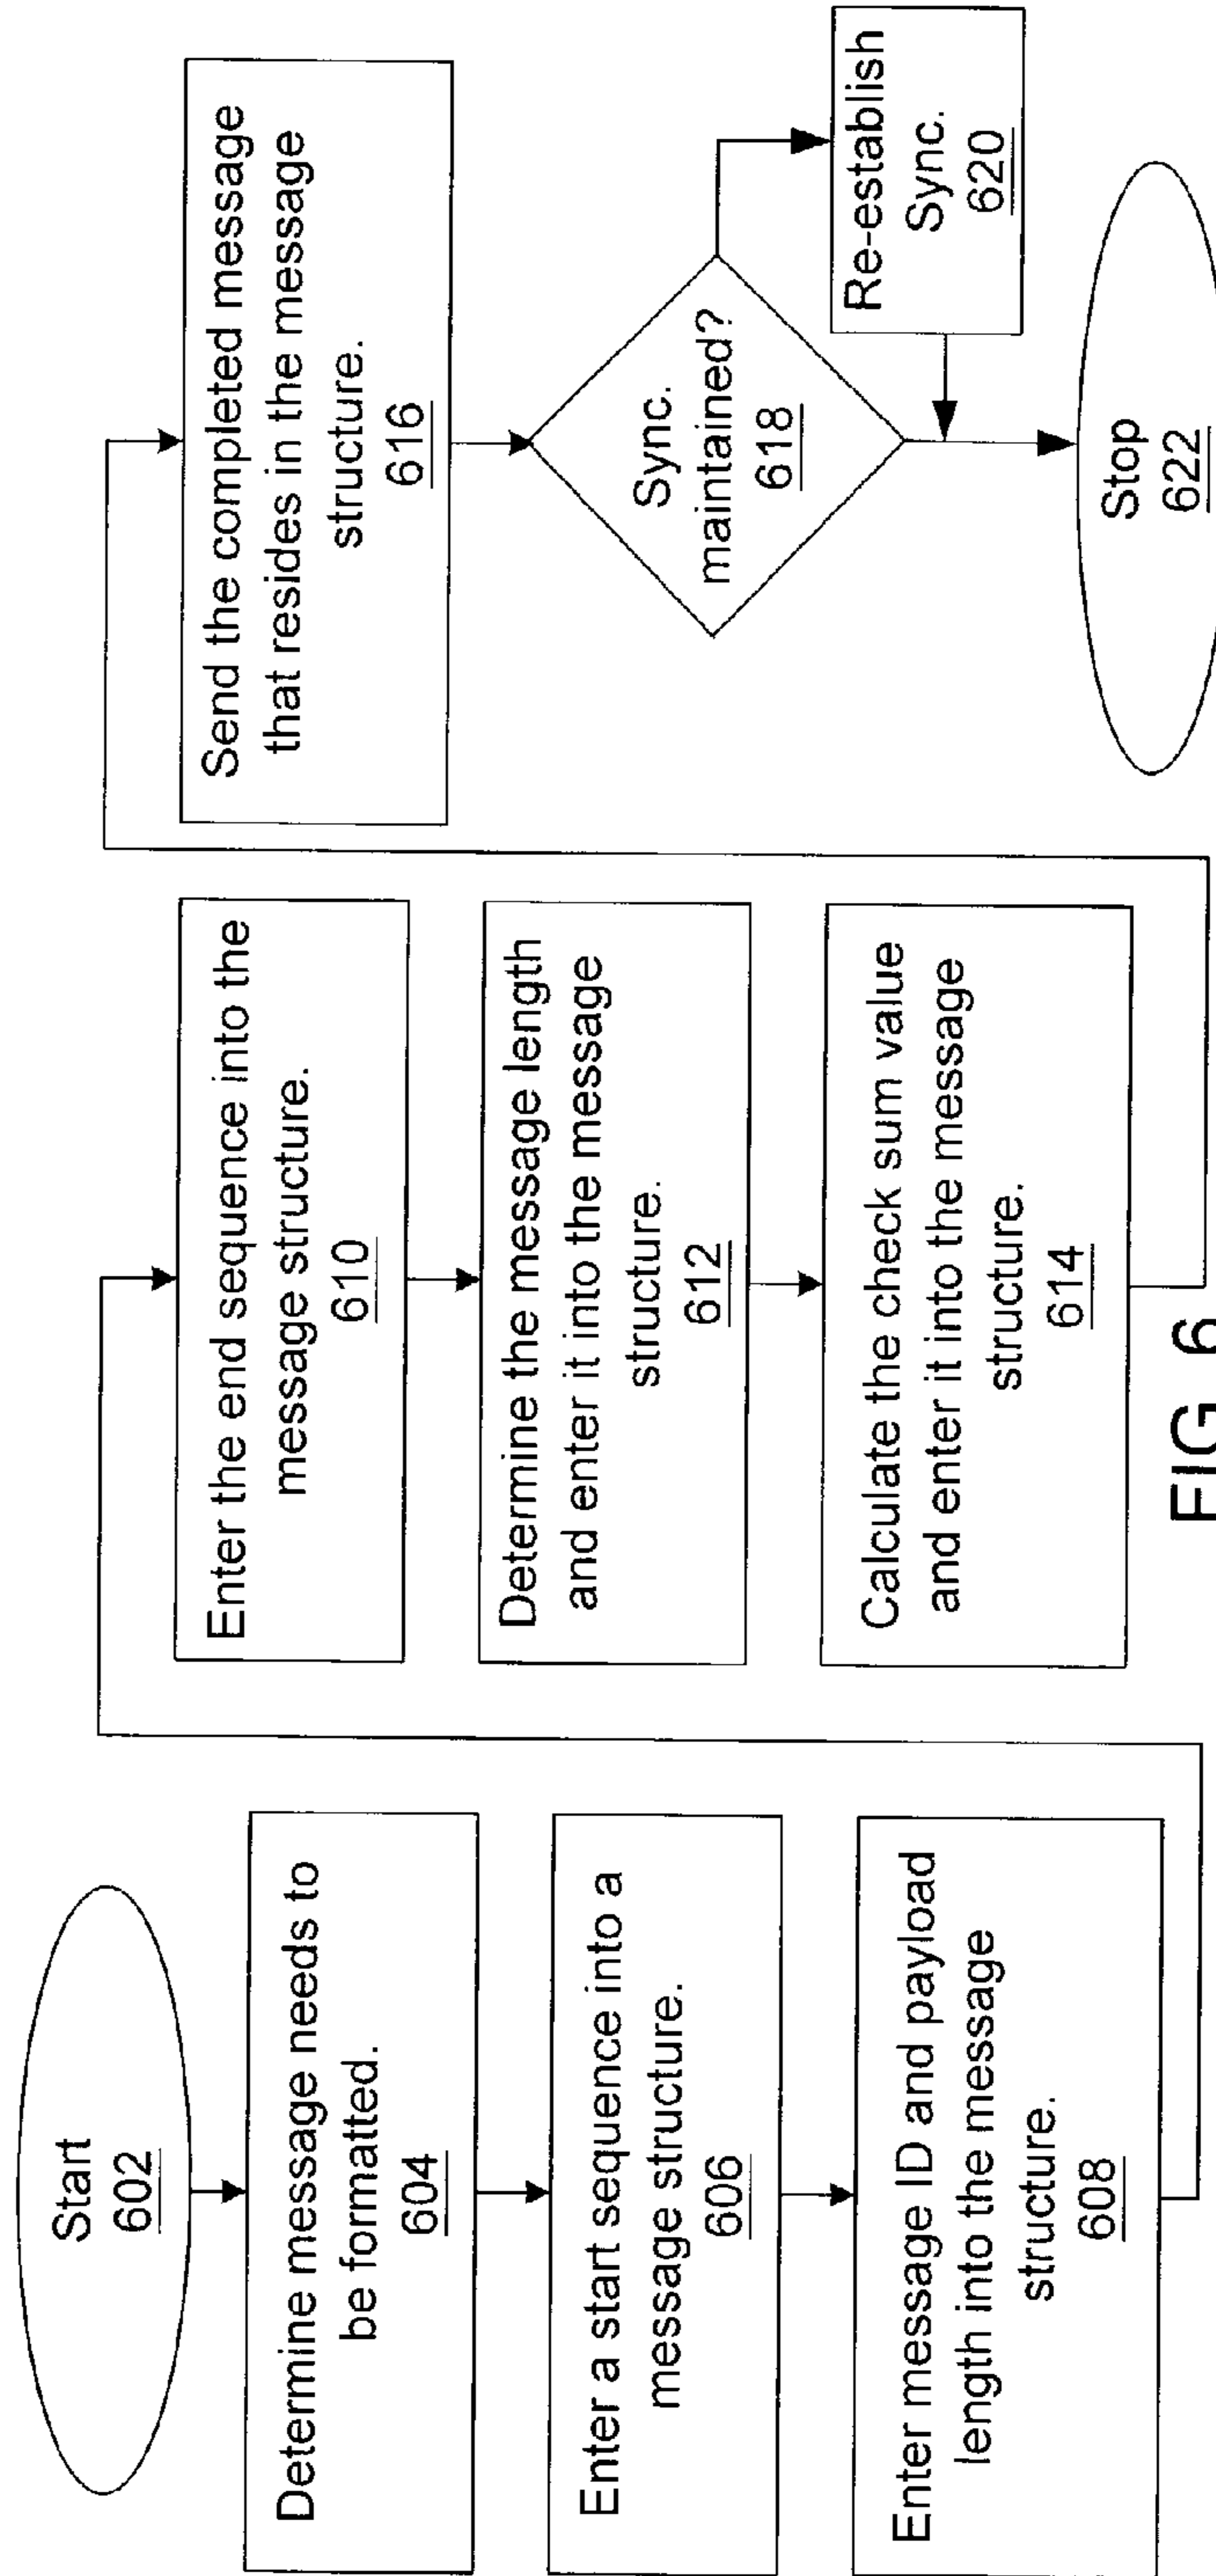 Start
602
Determine message needs to
be formatted.
604
Enter a start sequence into a
message structure.
606
Enter message ID and payload
length into the message
structure.
608
Enter the end sequence into the
message structure.
610
Determine the message length
and enter it into the message
structure.
612
Calculate the check sum value
and enter it into the message
structure.
614
Send the completed message
that resides in the message
structure.
616
Sync.
maintained?
618
Re-establish
Sync.
620
Stop
622
FIG. 6